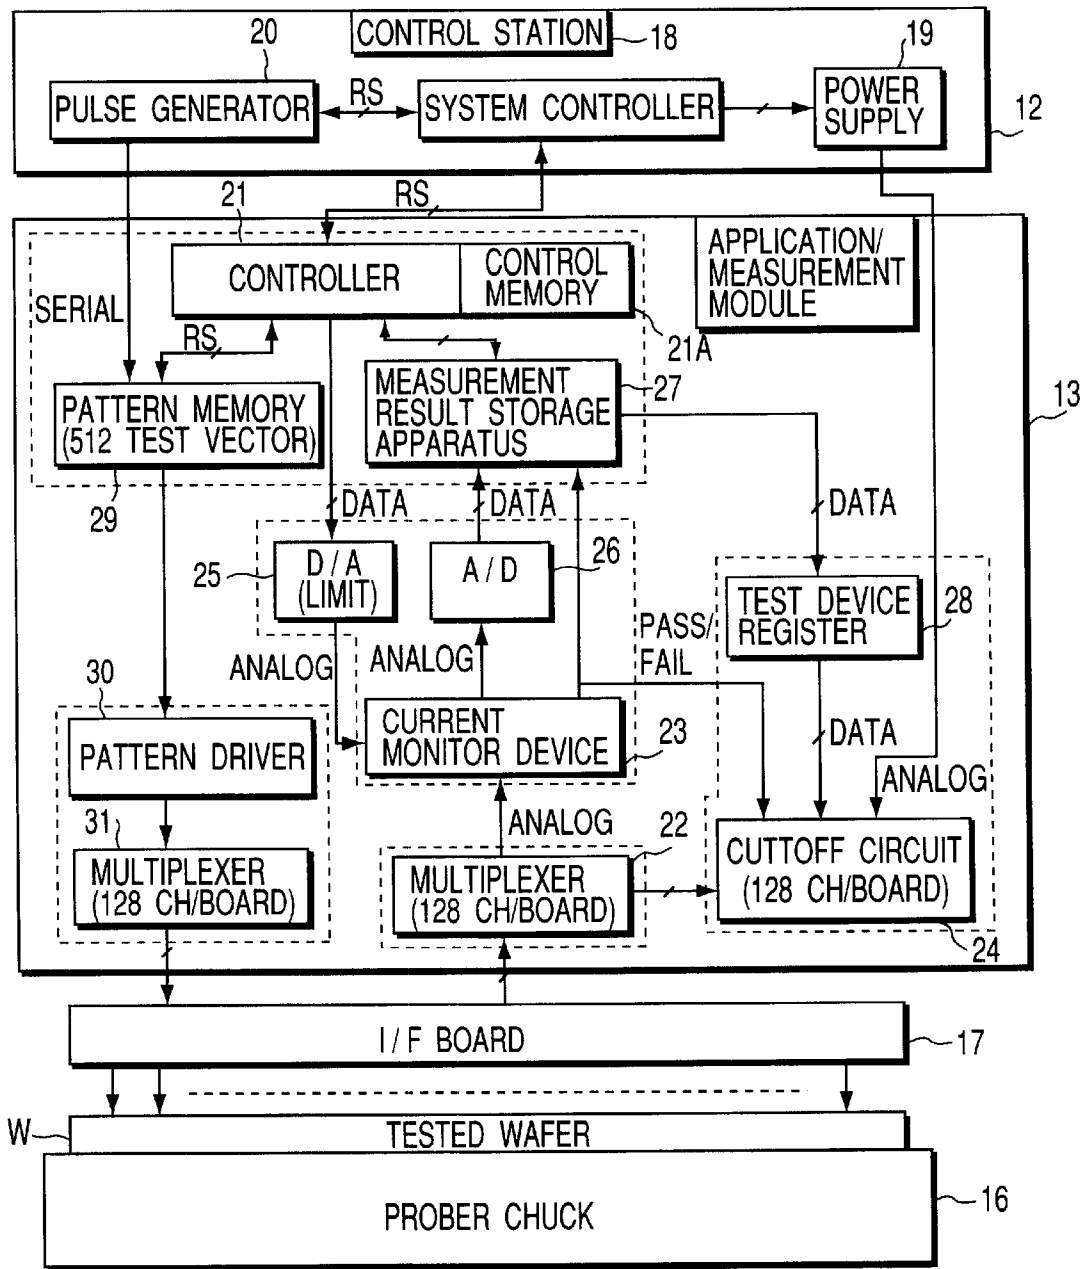 CONTROL STATION
18
20
19
PULSE GENERATOR
RS
SYSTEM CONTROLLER
POWER
SUPPLY
12
21
RS
CONTROLLER
CONTROL
MEMORY
APPLICATION/
MEASUREMENT
MODULE
SERIAL
RS
21A
PATTERN MEMORY
(512 TEST VECTOR)
MEASUREMENT
RESULT STORAGE
APPARATUS
27
13
29
DATA
DATA
DATA
25
D/A
(LIMIT)
A/D
26
TEST DEVICE
REGISTER
28
PASS/
FAIL
ANALOG
ANALOG
30
PATTERN DRIVER
CURRENT
MONITOR DEVICE
23
DATA
ANALOG
31
ANALOG
22
MULTIPLEXER
(128 CH/BOARD)
MULTIPLEXER
(128 CH/BOARD)
CUTTOFF CIRCUIT
(128 CH/BOARD)
24
I/F BOARD
17
W
TESTED WAFER
PROBER CHUCK
16